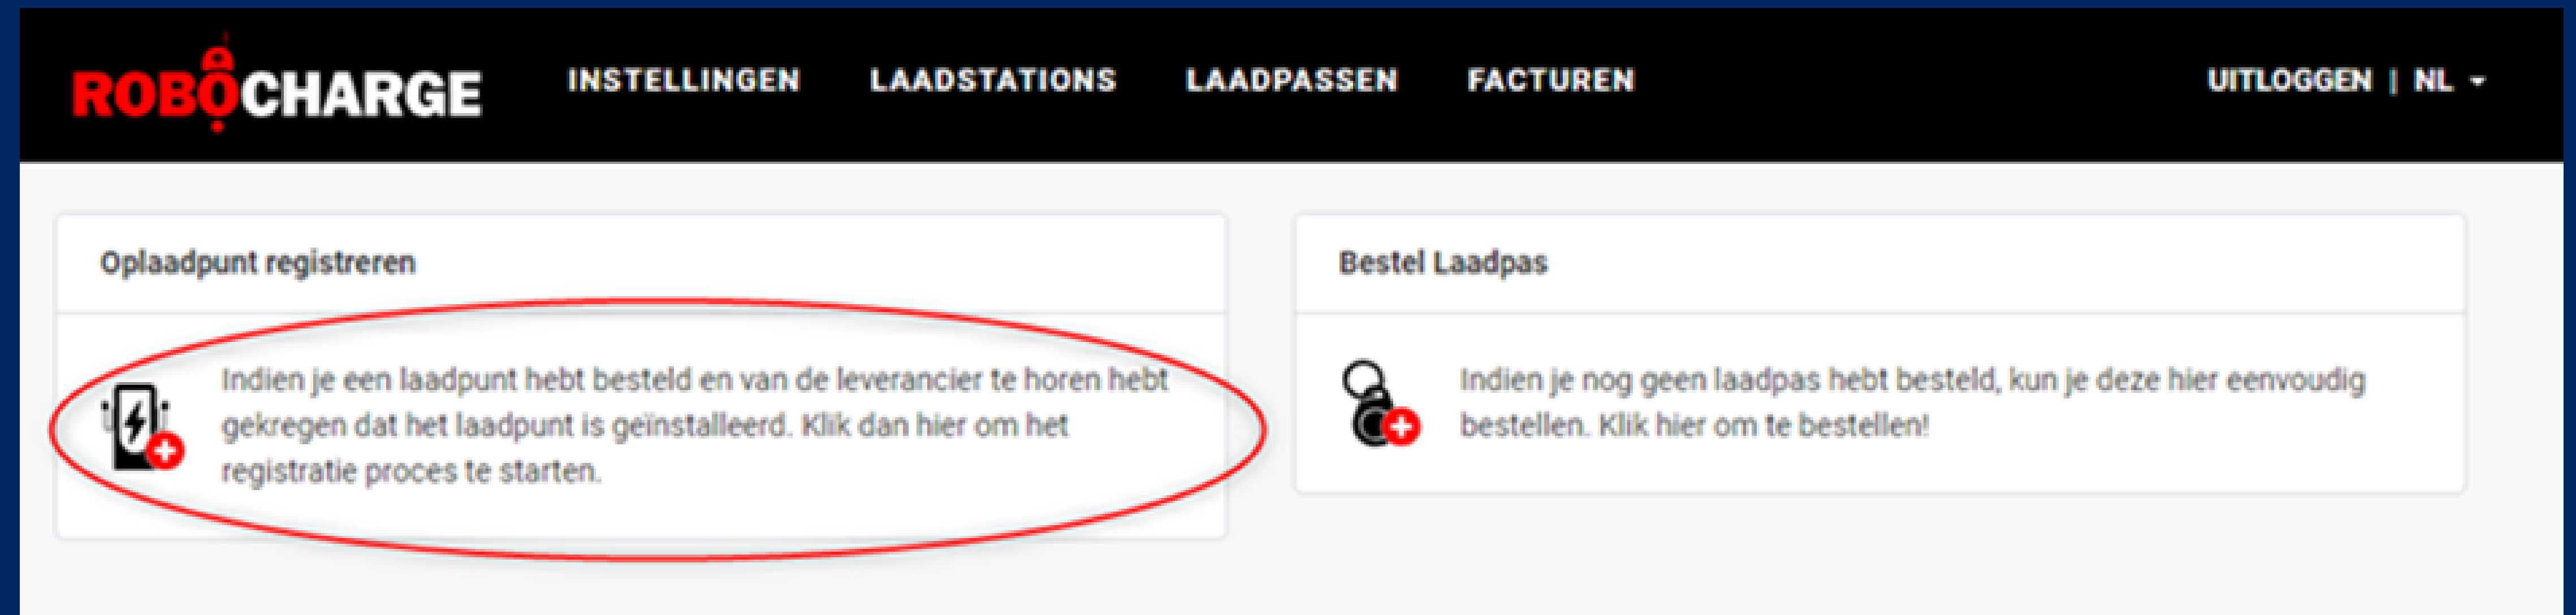 ROBOCHARGE INSTELLINGEN LAADSTATIONS LAADPASSEN FACTUREN UITLOGGEN | NL
Oplaadpunt registreren
Indien je een laadpunt hebt besteld en van de leverancier te horen hebt
gekregen dat het laadpunt is geïnstalleerd. Klik dan hier om het
registratie proces te starten.
Bestel Laadpas
Indien je nog geen laadpas hebt besteld, kun je deze hier eenvoudig
bestellen. Klik hier om te bestellen!